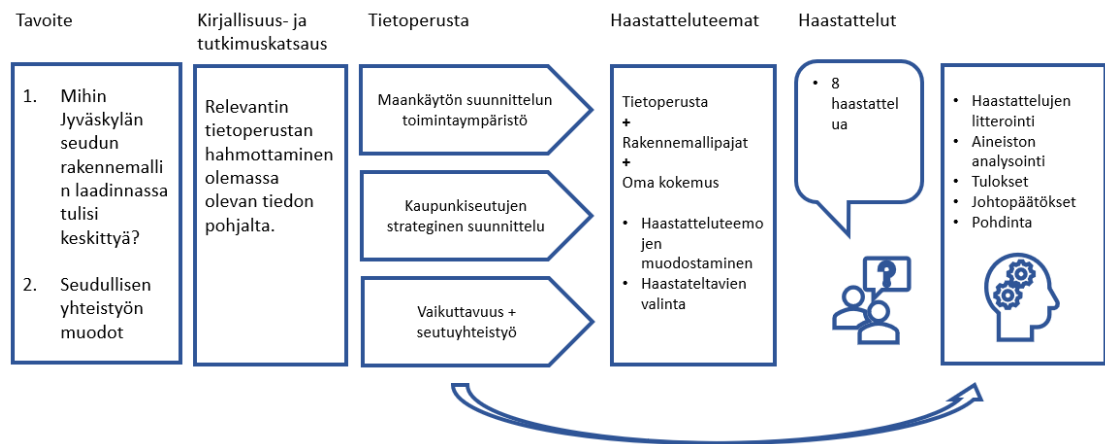 Tavoite
1. Mihin
Jyväskylän
seudun
rakennemalli
n laadinnassa
tulisi
keskittyä?
2. Seudullisen
yhteistyön
muodot
Kirjallisuus- ja
tutkimuskatsaus
Relevantin
tietoperustan
hahmottaminen
olemassa
olevan tiedon
pohjalta.
Tietoperusta
Maankäytön suunnittelun
toimintaympäristö
Kaupunkiseutujen
strateginen suunnittelu
Vaikuttavuus +
seutuyhteistyö
Haastatteluteemat
Tietoperusta
+
Rakennemallipajat
+
Oma kokemus
• Haastatteluteemo
jen
muodostaminen
• Haastateltavien
valinta
Haastattelut
• 8
haastattel
ua
?
• Haastattelujen
litterointi
• Aineiston
analysointi
• Tulokset
• Johtopäätökset
• Pohdinta